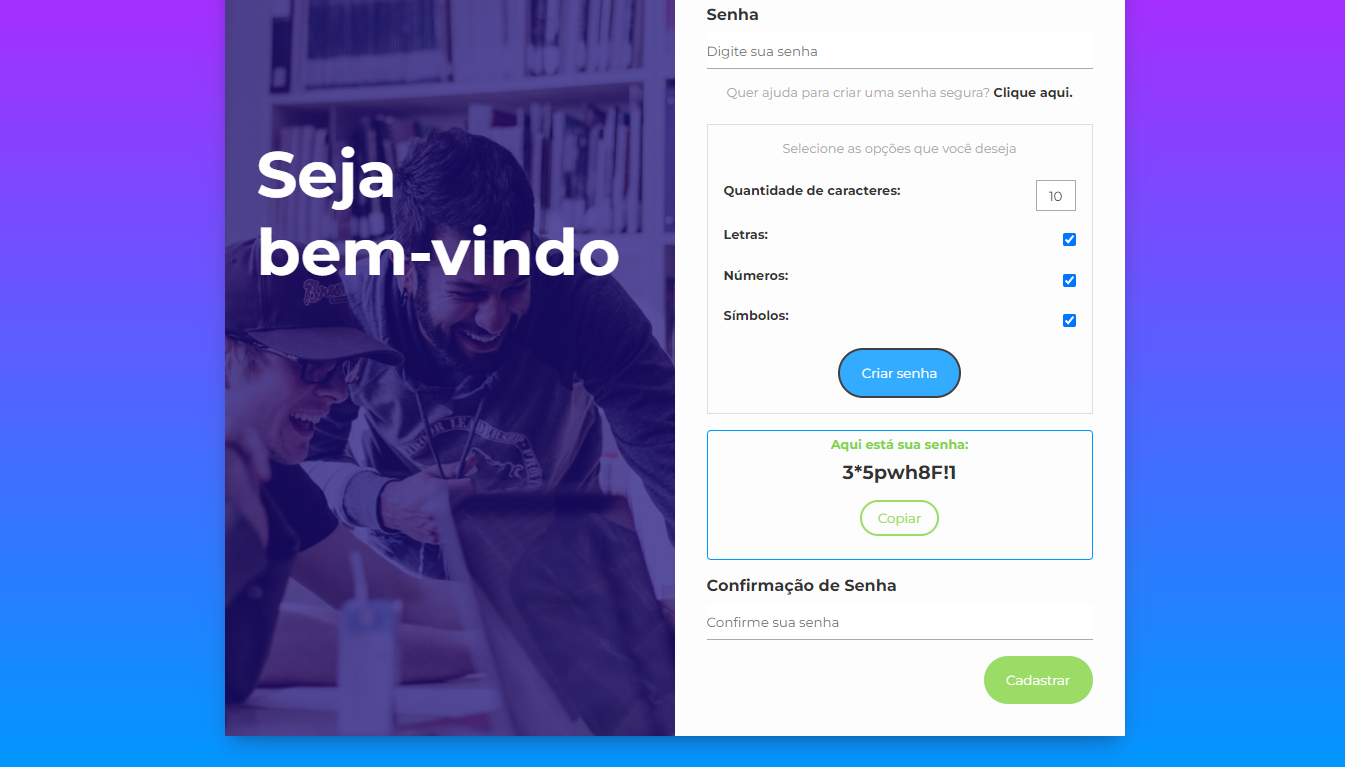 Seja
bem-vindo
Senha
Digite sua senha
Quer ajuda para criar uma senha segura? Clique aqui.
Selecione as opções que você deseja
Quantidade de caracteres: 10
Letras:
Números:
Símbolos:
Criar senha
Aqui está sua senha:
3*5pwh8F!1
Copiar
Confirmação de Senha
Confirme sua senha
Cadastrar